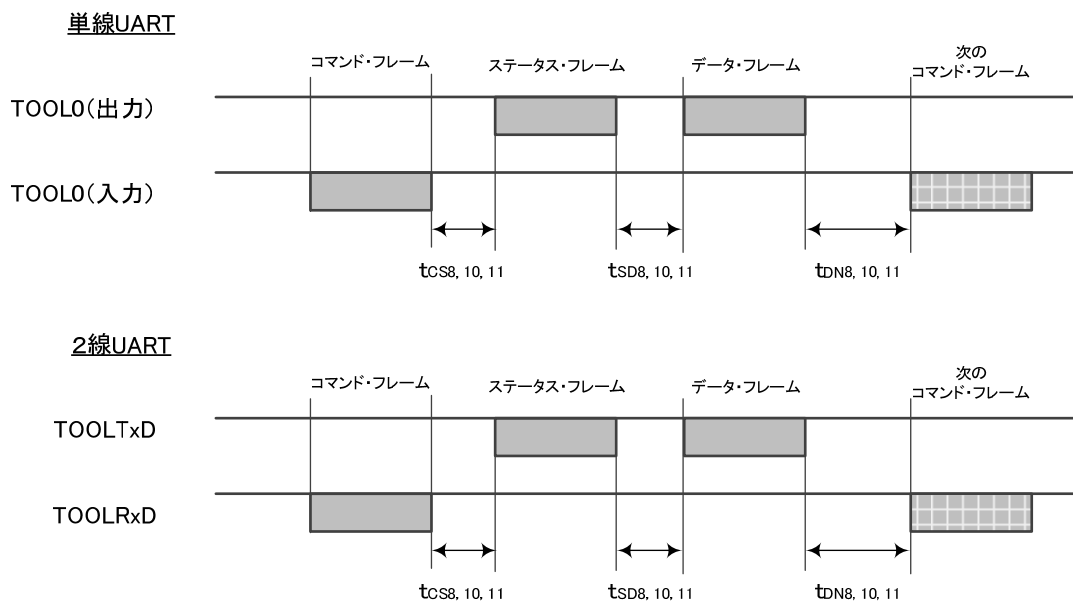 単線UART
コマンド・フレーム
ステータス・フレーム
データ・フレーム
次の
コマンド・フレーム
TOOL0(出力)
TOOL0(入力)
tCS8, 10, 11
tSD8, 10, 11
tDN8, 10, 11
2線UART
コマンド・フレーム
ステータス・フレーム
データ・フレーム
次の
コマンド・フレーム
TOOLTxD
TOOLRxD
tCS8, 10, 11
tSD8, 10, 11
tDN8, 10, 11